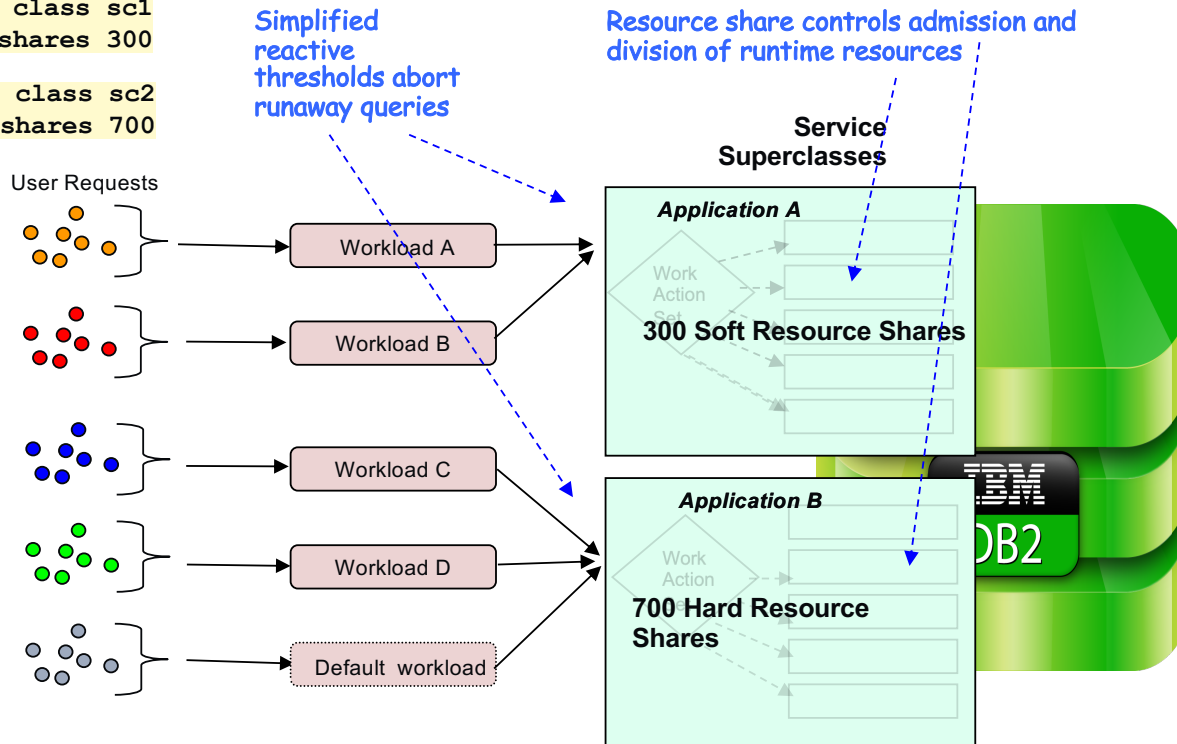 class sc1
shares 300
class sc2
shares 700
Simplified
reactive
thresholds abort
runaway queries
Resource share controls admission and
division of runtime resources
Service
Superclasses
User Requests
Workload A
Workload B
Workload C
Workload D
Default workload
Application A
Work
Action
Set
300 Soft Resource Shares
Application B
Work
Action
700 Hard Resource
Shares
IBM
DB2